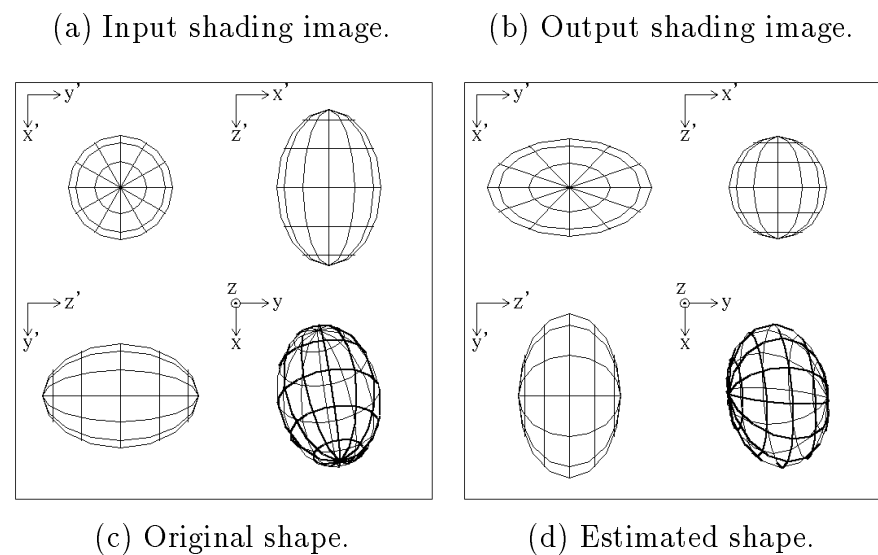 (a) Input shading image.
(b) Output shading image.
y'
x'
x'
z'
z'
y'
z
y
x
y'
x'
x'
z'
z'
y'
z
y
x
(c) Original shape.
(d) Estimated shape.